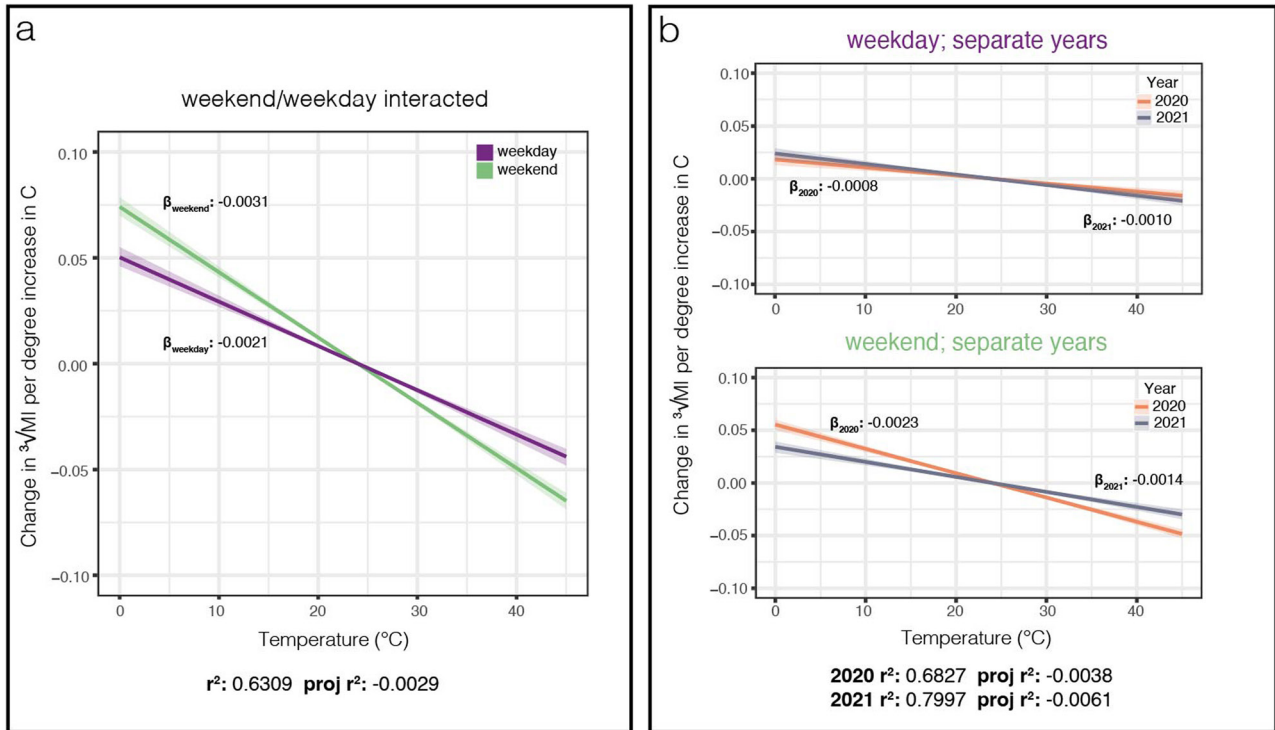 a
weekend/weekday interacted
Change in ³√MI per degree increase in C
0.10
0.05
0.00
−0.05
−0.10
weekday
weekend
βweekend: -0.0031
βweekday: -0.0021
0 10 20 30 40
Temperature (°C)
r²: 0.6309 proj r²: -0.0029
b
weekday; separate years
Change in ³√MI per degree increase in C
0.10
0.05
0.00
−0.05
−0.10
Year
2020
2021
β2020: -0.0008
β2021: -0.0010
0 10 20 30 40
weekend; separate years
0.10
0.05
0.00
−0.05
−0.10
Year
2020
2021
β2020: -0.0023
β2021: -0.0014
0 10 20 30 40
Temperature (°C)
2020 r²: 0.6827 proj r²: -0.0038
2021 r²: 0.7997 proj r²: -0.0061